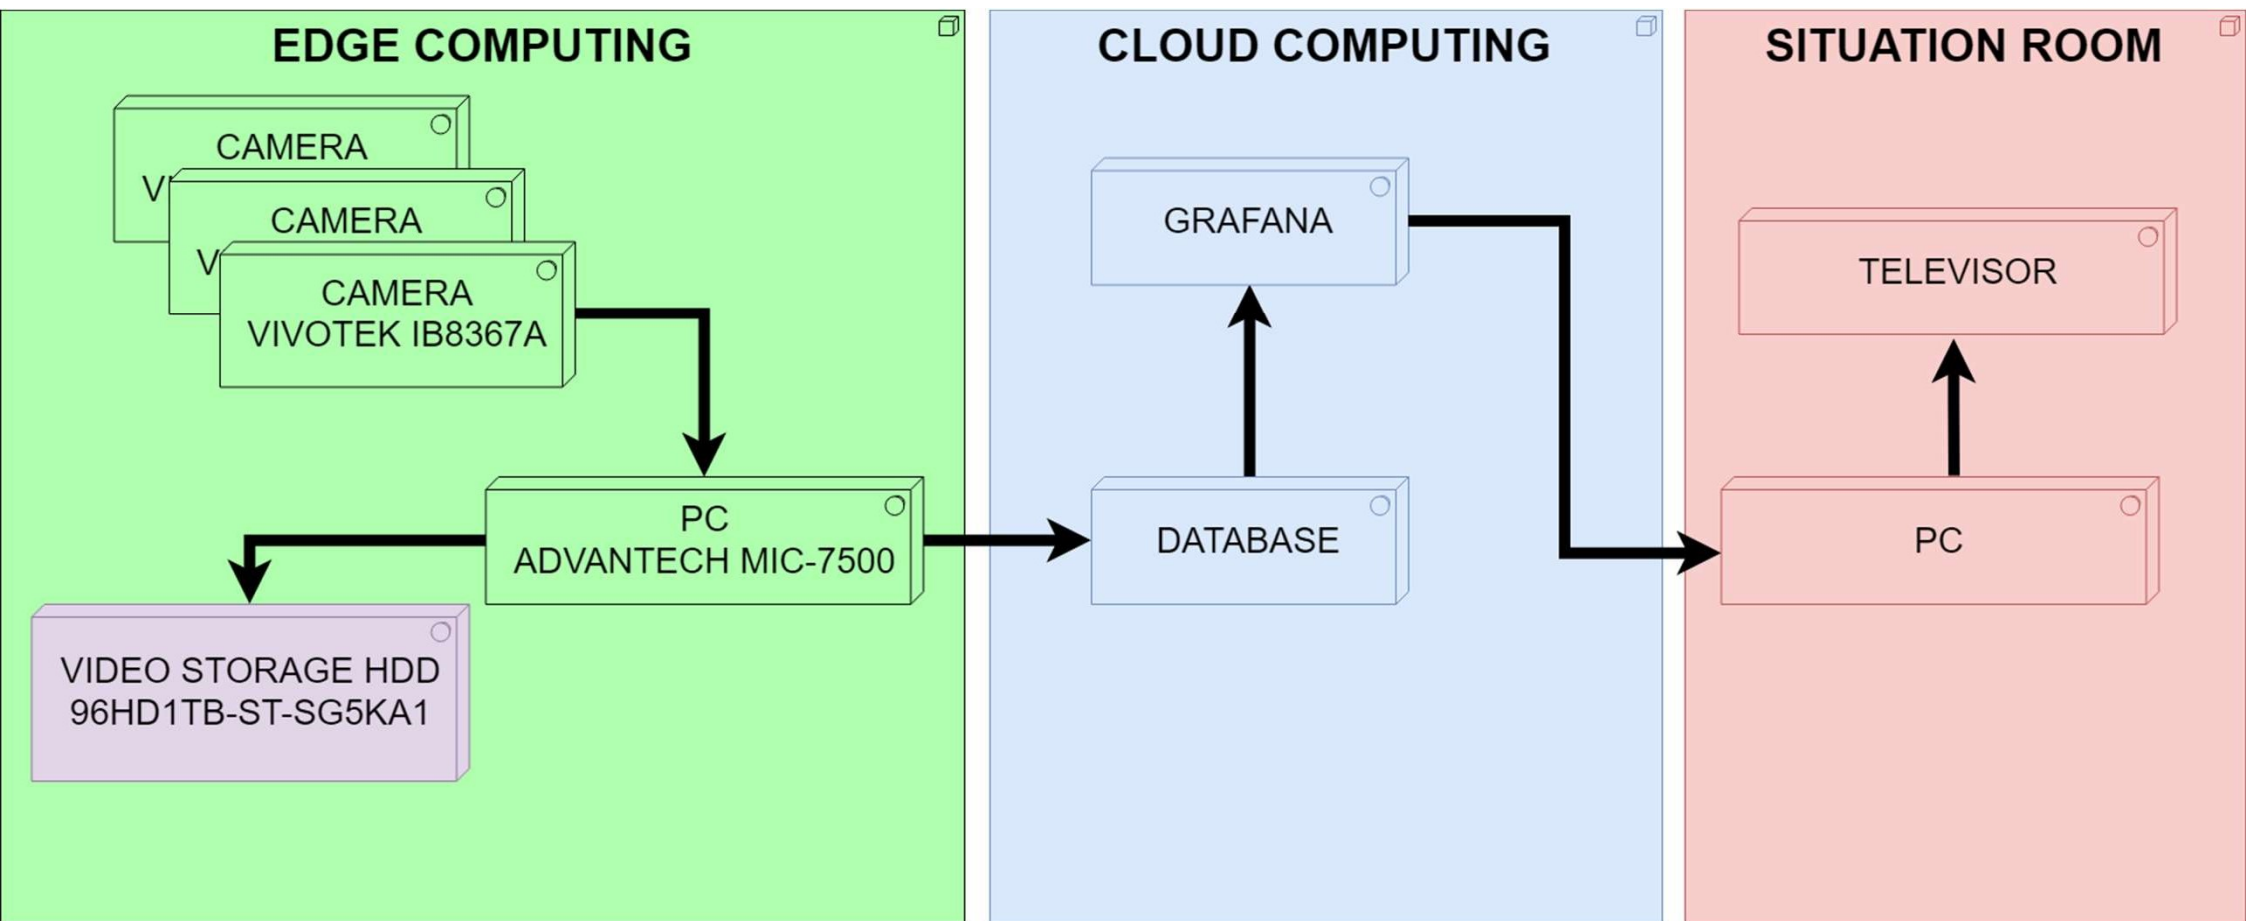 EDGE COMPUTING
CAMERA
CAMERA
CAMERA
VIVOTEK IB8367A
PC
ADVANTECH MIC-7500
VIDEO STORAGE HDD
96HD1TB-ST-SG5KA1
CLOUD COMPUTING
GRAFANA
DATABASE
SITUATION ROOM
TELEVISOR
PC